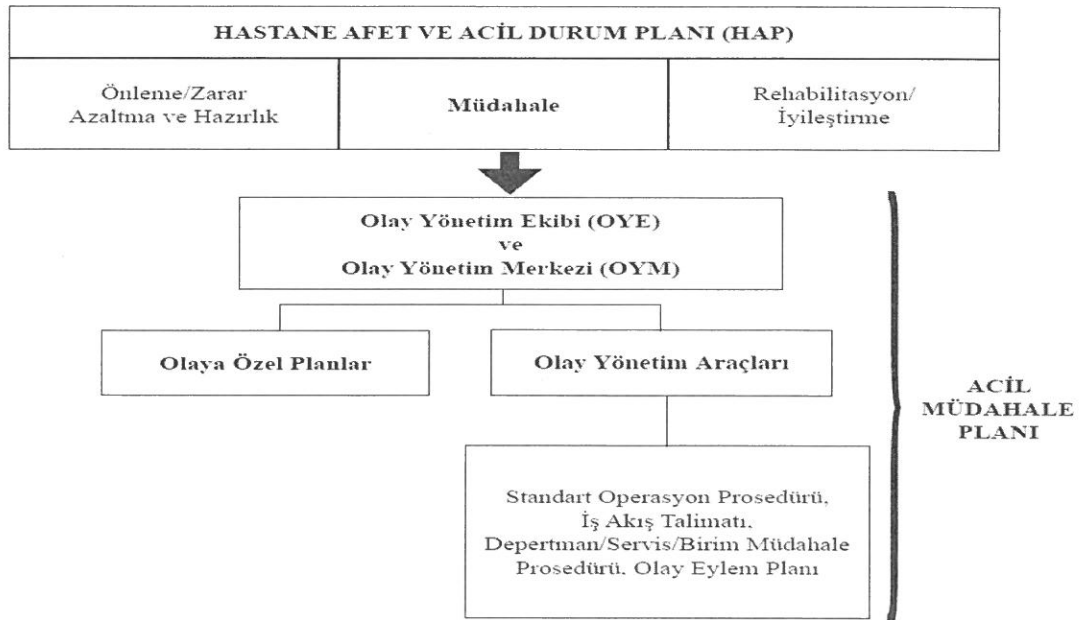 HASTANE AFET VE ACİL DURUM PLANI (HAP)
Önleme/Zarar
Azaltma ve Hazırlık
Müdahale
Rehabilitasyon/
İyileştirme
Olay Yönetim Ekibi (OYE)
ve
Olay Yönetim Merkezi (OYM)
Olaya Özel Planlar
Olay Yönetim Araçları
Standart Operasyon Prosedürü,
İş Akış Talimatı,
Depertman/Servis/Birim Müdahale
Prosedürü, Olay Eylem Planı
ACİL
MÜDAHALE
PLANI